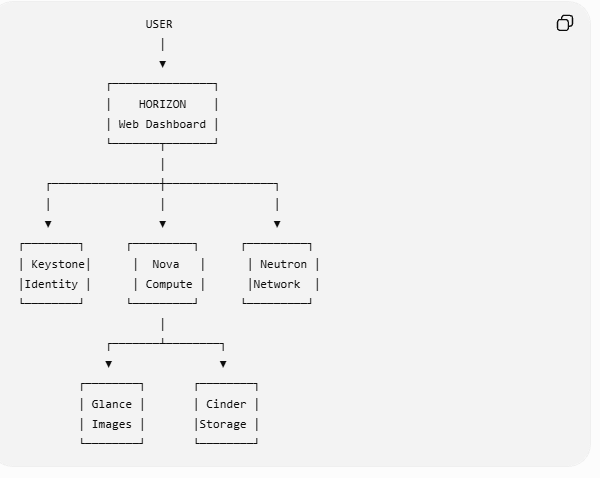 USER
HORIZON
Web Dashboard
Keystone Nova Neutron
Identity Compute Network
Glance Cinder
Images Storage